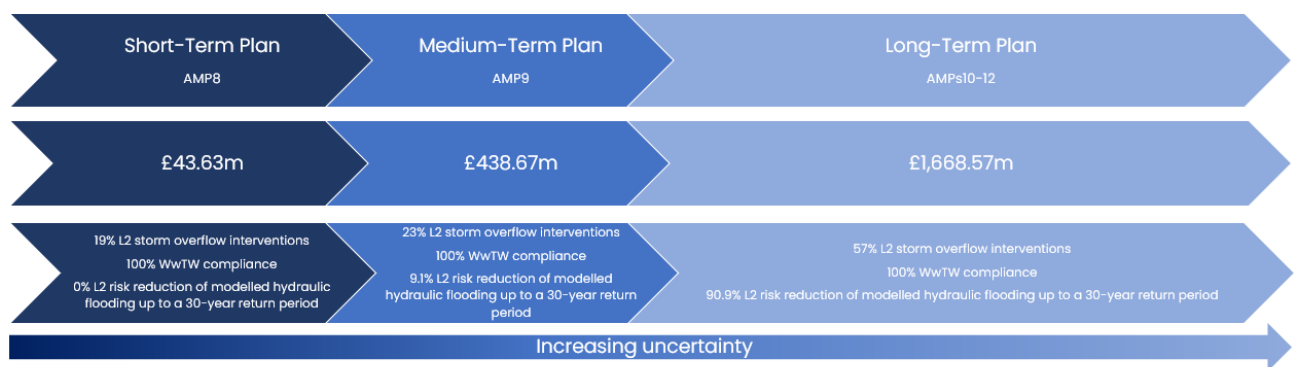 Short-Term Plan
AMP8
Medium-Term Plan
AMP9
Long-Term Plan
AMPs10-12
£43.63m
£438.67m
£1,668.57m
19% L2 storm overflow interventions
100% WwTW compliance
0% L2 risk reduction of modelled hydraulic
flooding up to a 30-year return period
23% L2 storm overflow interventions
100% WwTW compliance
9.1% L2 risk reduction of modelled
hydraulic flooding up to a 30-year return
period
57% L2 storm overflow interventions
100% WwTW compliance
90.9% L2 risk reduction of modelled hydraulic flooding up to a 30-year return period
Increasing uncertainty